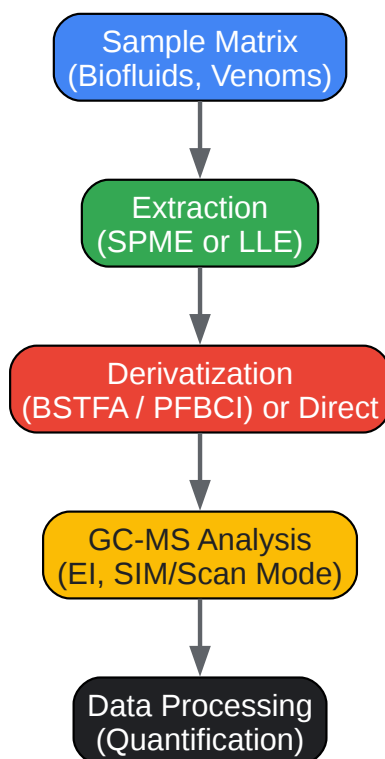 Sample Matrix
(Biofluids, Venoms)
Extraction
(SPME or LLE)
Derivatization
(BSTFA / PFBCI) or Direct
GC-MS Analysis
(EI, SIM/Scan Mode)
Data Processing
(Quantification)